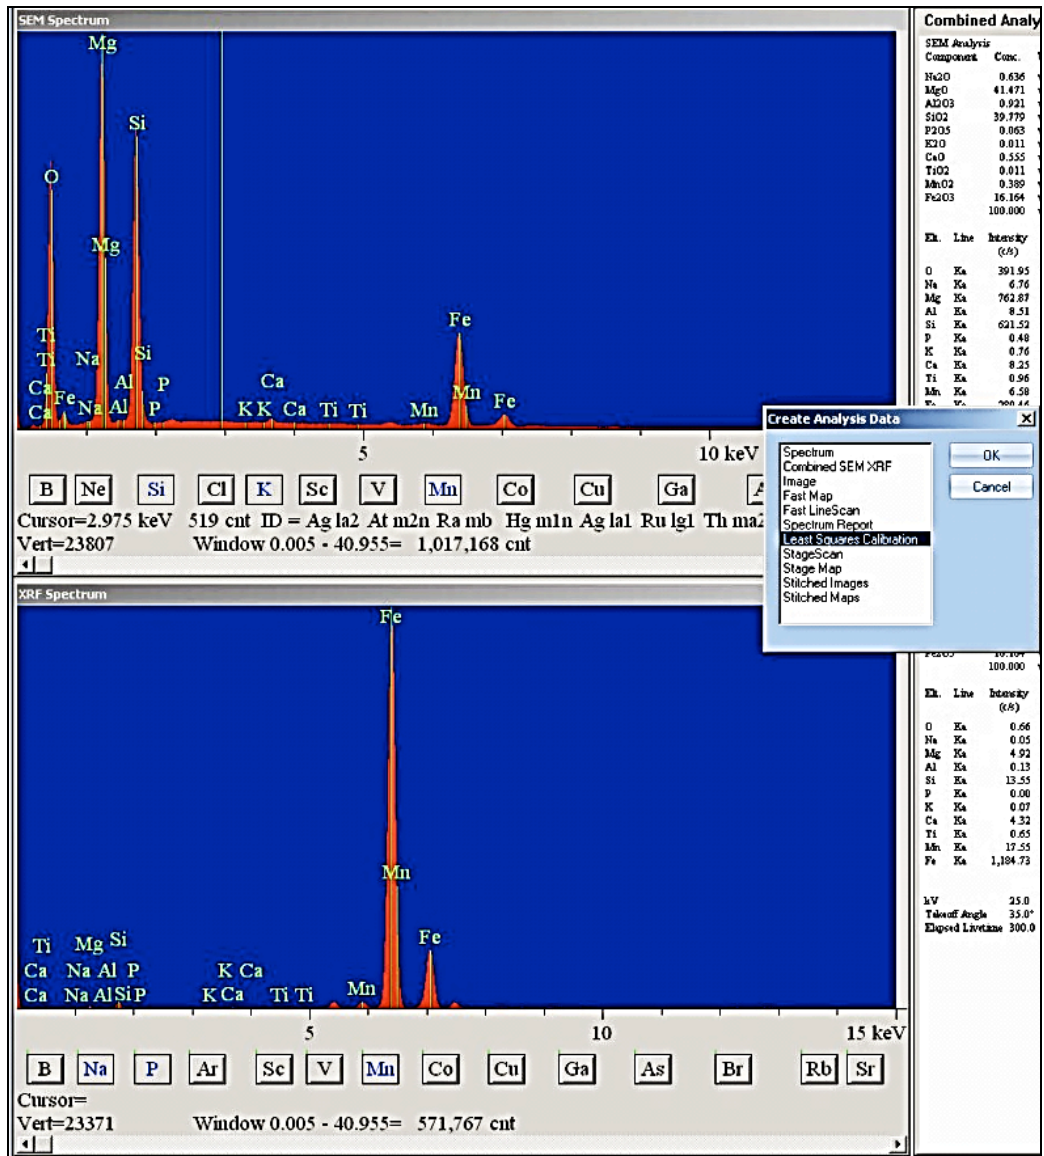 SEM Spectrum
Mg
Si
O
Mg
Fe
Ti
Ti Na Si
Ca Fe Al P Ca Mn Fe
Ca Na Al P K K Ca Ti Ti Mn
5 10 keV
B Ne Si Cl K Sc V Mn Co Cu Ga
Cursor=2.975 keV 519 cnt ID = Ag la2 At m2n Ra mb Hg m1n Ag la1 Ru lg1 Th ma2
Vert=23807 Window 0.005 - 40.955= 1,017,168 cnt
XRF Spectrum
Fe
Mn
Fe
Ti Mg Si
Ca Na Al P K Ca
Ca Na Al Si P K Ca Ti Ti Mn
5 10 15 keV
B Na P Ar Sc V Mn Co Cu Ga As Br Rb Sr
Cursor=
Vert=23371 Window 0.005 - 40.955= 571,767 cnt
Combined Analy
SEM Analysis
Component Conc.
Na2O 0.636
MgO 41.471
Al2O3 0.921
SiO2 39.779
P2O5 0.063
K2O 0.011
CaO 0.555
TiO2 0.011
MnO2 0.389
Fe2O3 16.164
100.000
Elt. Line Intensity
(c/s)
O Ka 391.95
Na Ka 6.76
Mg Ka 762.87
Al Ka 8.51
Si Ka 621.52
P Ka 0.48
K Ka 0.76
Ca Ka 8.25
Ti Ka 0.96
Mn Ka 6.58
Create Analysis Data
Spectrum
Combined SEM XRF
Image
Fast Map
Fast LineScan
Spectrum Report
Least Squares Calibration
StageScan
Stage Map
Stitched Images
Stitched Maps
OK
Cancel
100.000
Elt. Line Intensity
(c/s)
O Ka 0.66
Na Ka 0.05
Mg Ka 4.92
Al Ka 0.13
Si Ka 13.55
P Ka 0.00
K Ka 0.07
Ca Ka 4.32
Ti Ka 0.65
Mn Ka 17.55
Fe Ka 1,184.73
kV 25.0
Takeoff Angle 35.0°
Elapsed Livetime 300.0